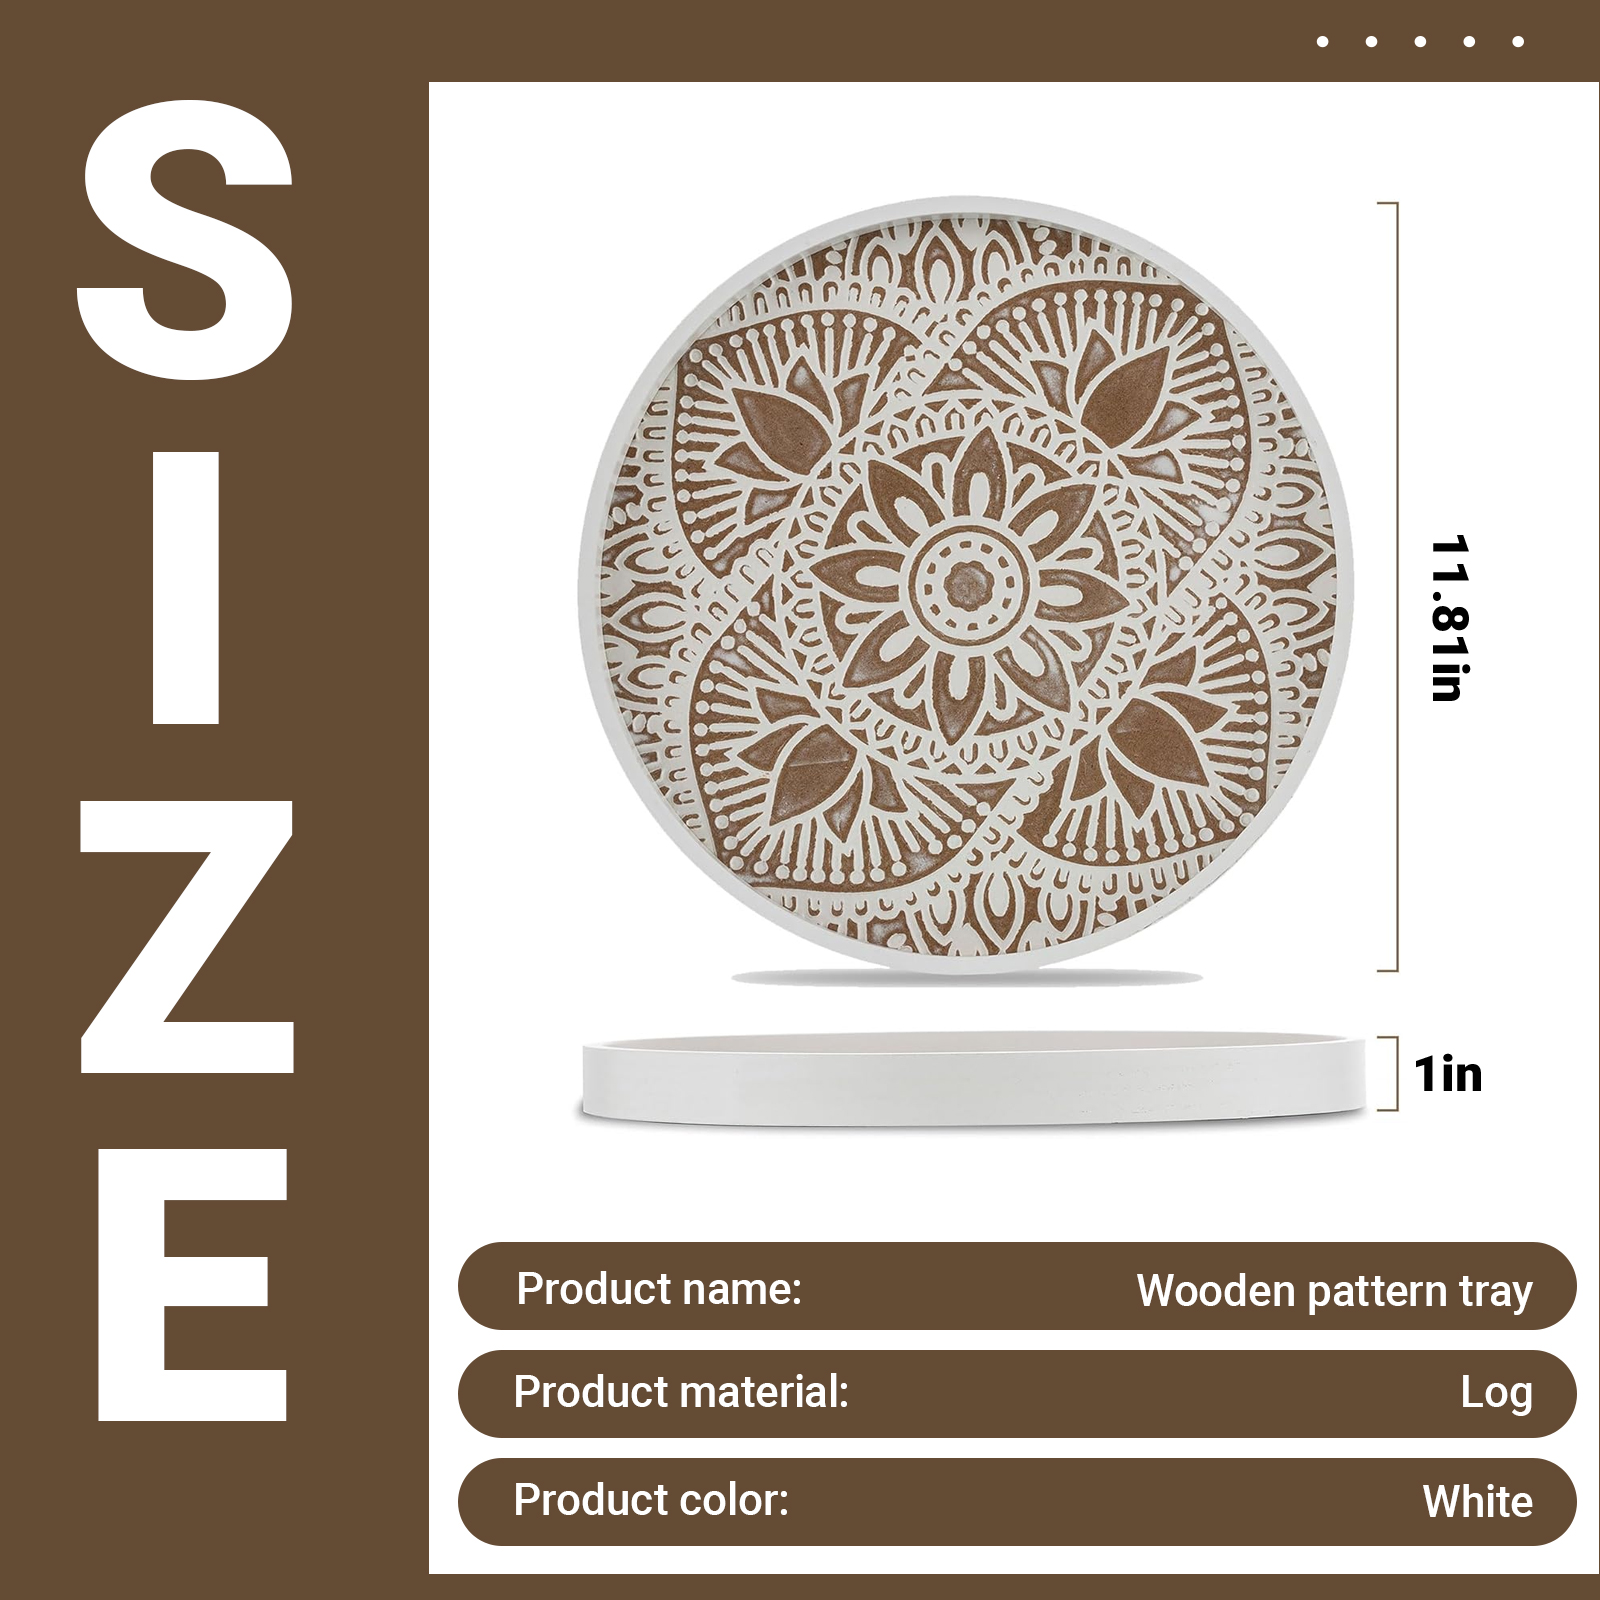 SIZE
11.81in
1in
Product name: Wooden pattern tray
Product material: Log
Product color: White